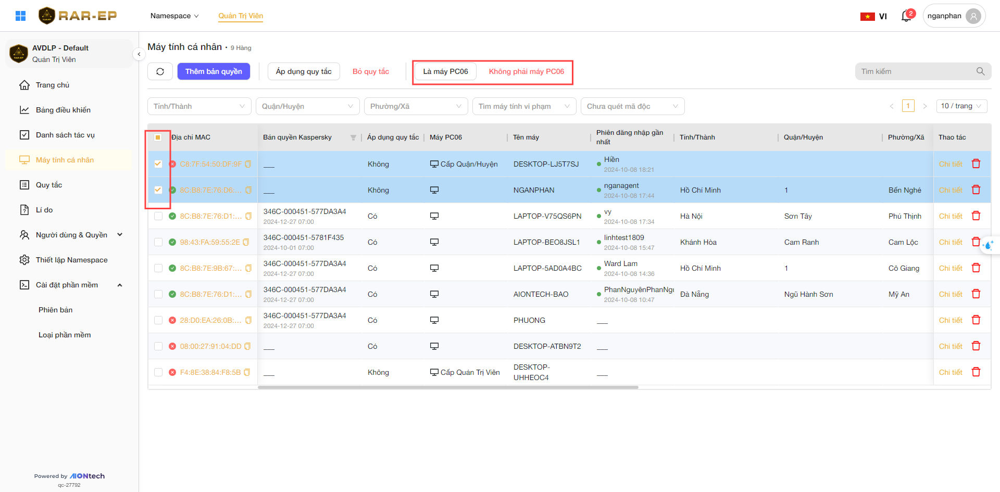 RAR-EP
Namespace
Quản Trị Viên
VI
2
nganphan
AVDLP - Default
Quản Trị Viên
Trang chủ
Bảng điều khiển
Danh sách tác vụ
Máy tính cá nhân
Quy tắc
Lí do
Người dùng & Quyền
Thiết lập Namespace
Cài đặt phần mềm
Phiên bản
Loại phần mềm
Powered by AIONtech
qc-27792
Máy tính cá nhân • 9 Hàng
Thêm bản quyền
Áp dụng quy tắc
Bỏ quy tắc
Là máy PC06
Không phải máy PC06
Tìm kiếm
Tỉnh/Thành
Quận/Huyện
Phường/Xã
Tìm máy tính vi phạm
Chưa quét mã độc
1
10 / trang
Địa chỉ MAC
Bản quyền Kaspersky
Áp dụng quy tắc
Máy PC06
Tên máy
Phiên đăng nhập gần nhất
Tỉnh/Thành
Quận/Huyện
Phường/Xã
Thao tác
C8:7F:54:50:DF:9F ___ Không Cấp Quận/Huyện DESKTOP-LJ5T7SJ Hiền Chi tiết
2024-10-08 18:21
8C:B8:7E:76:D6:... ___ Không NGANPHAN nganagent Hồ Chí Minh 1 Bến Nghé Chi tiết
2024-10-08 17:44
8C:B8:7E:76:D1:... 346C-000451-577DA3A4 Có LAPTOP-V75QS6PN vy Hà Nội Sơn Tây Phú Thịnh Chi tiết
2024-12-27 07:00 2024-10-08 17:34
98:43:FA:59:55:2E 346C-000451-5781F435 Có LAPTOP-BEO8JSL1 linhtest1809 Khánh Hòa Cam Ranh Cam Lộc Chi tiết
2024-10-01 07:00 2024-10-08 15:47
8C:B8:7E:9B:67:... 346C-000451-577DA3A4 Có LAPTOP-5AD0A4BC Ward Lam Hồ Chí Minh 1 Cô Giang Chi tiết
2024-12-27 07:00 2024-10-08 14:36
8C:B8:7E:76:D1:... 346C-000451-577DA3A4 Có AIONTECH-BAO PhanNguyênPhanNgu Đà Nẵng Ngũ Hành Sơn Mỹ An Chi tiết
2024-12-27 07:00 2024-10-08 10:47
28:D0:EA:26:0B:... 346C-000451-577DA3A4 Có PHUONG ___ Chi tiết
2024-12-27 07:00
08:00:27:91:04:DD ___ Có DESKTOP-ATBN9T2 ___ Chi tiết
F4:8E:38:84:F8:5B ___ Không Cấp Quản Trị Viên DESKTOP-UHHEOC4 ___ Chi tiết